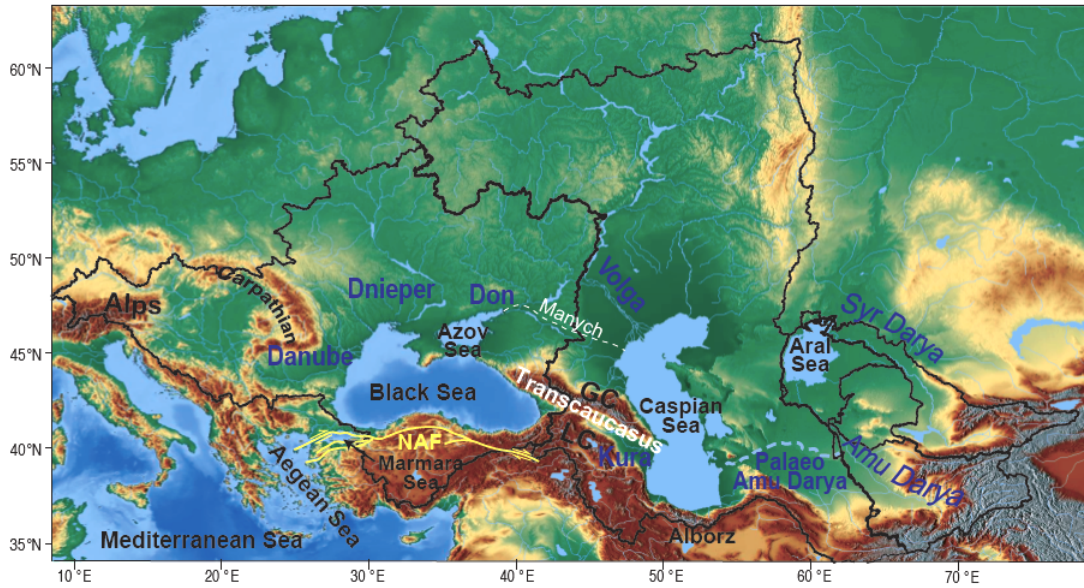 60°N
55°N
50°N
45°N
40°N
35°N
Alps
Carpathian
Danube
Dnieper
Don
Manych
Volga
Azov
Sea
Black Sea
Transcaucasus
GC
LC
Kura
Caspian
Sea
Aral
Sea
Syr Darya
Amu Darya
Palaeo
Amu Darya
NAF
Marmara
Sea
Aegean Sea
Mediterranean Sea
Alborz
10°E
20°E
30°E
40°E
50°E
60°E
70°E